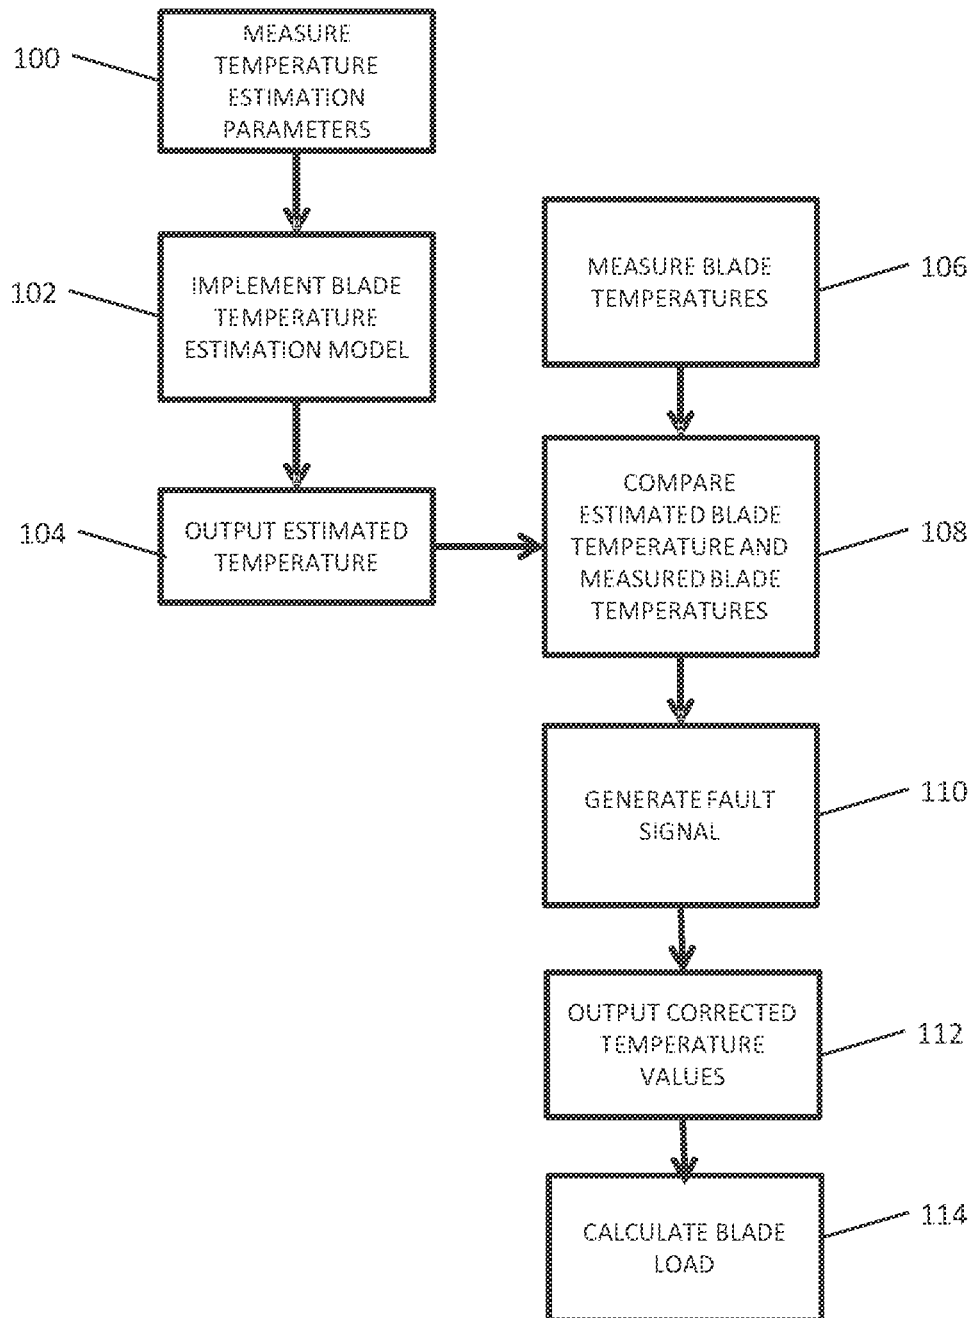 100
MEASURE
TEMPERATURE
ESTIMATION
PARAMETERS
102
IMPLEMENT BLADE
TEMPERATURE
ESTIMATION MODEL
104
OUTPUT ESTIMATED
TEMPERATURE
MEASURE BLADE
TEMPERATURES
106
COMPARE
ESTIMATED BLADE
TEMPERATURE AND
MEASURED BLADE
TEMPERATURES
108
GENERATE FAULT
SIGNAL
110
OUTPUT CORRECTED
TEMPERATURE
VALUES
112
CALCULATE BLADE
LOAD
114